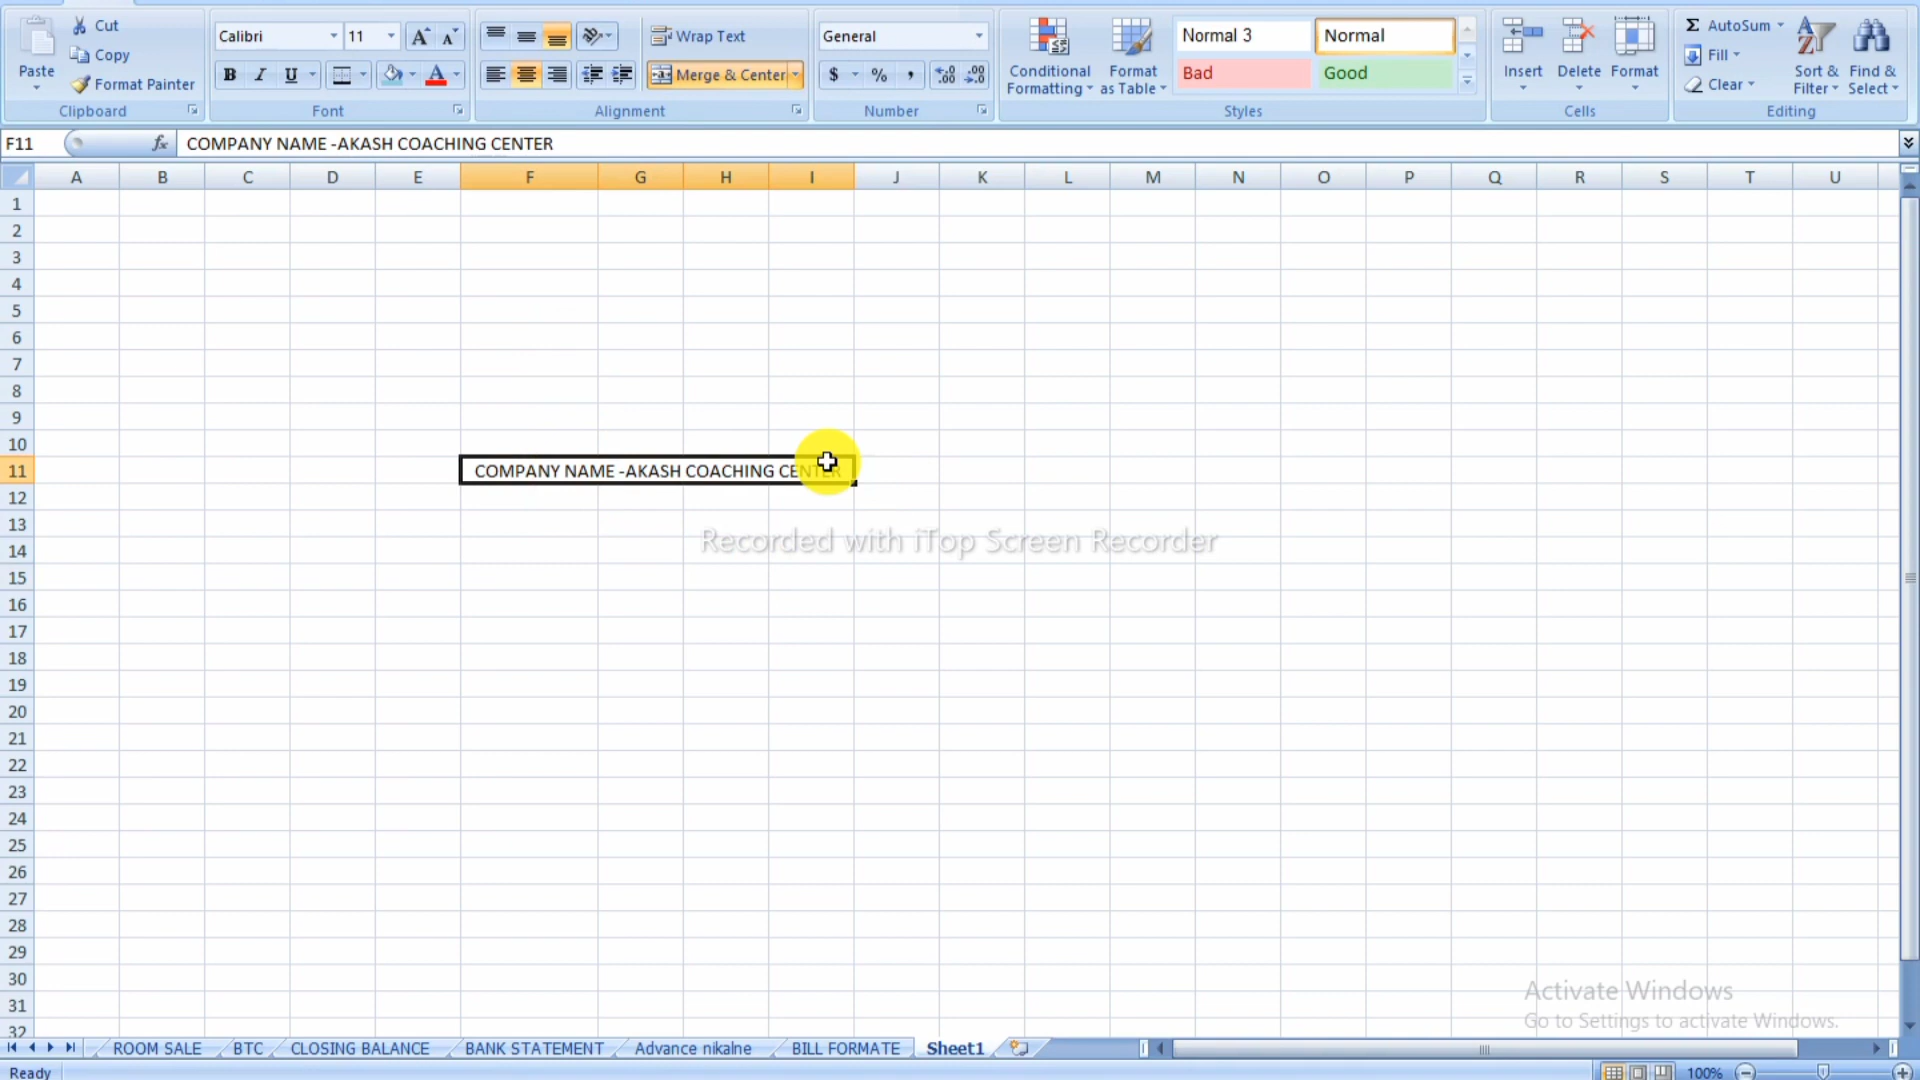 Cut
Copy
Format Painter
Paste
Clipboard
Calibri 11
B I U A
Font
Wrap Text
Merge & Center
Alignment
General
$ % ,
Number
Conditional Formatting
Format as Table
Normal 3 Normal
Bad Good
Styles
Insert Delete Format
Cells
Σ AutoSum
Fill
Clear
Sort & Filter
Find & Select
Editing
F11 fx COMPANY NAME -AKASH COACHING CENTER
A B C D E F G H I J K L M N O P Q R S T U
1
2
3
4
5
6
7
8
9
10
11 COMPANY NAME -AKASH COACHING CENTER
12
13
Recorded with iTop Screen Recorder
14
15
16
17
18
19
20
21
22
23
24
25
26
27
28
29
30
31
32
Activate Windows
Go to Settings to activate Windows.
ROOM SALE BTC CLOSING BALANCE BANK STATEMENT Advance nikalne BILL FORMATE Sheet1
Ready 100%